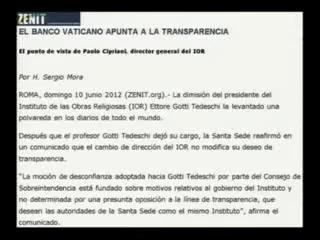 ZENIT
EL BANCO VATICANO APUNTA A LA TRANSPARENCIA
El punto de vista de Paolo Cipriani, director general del IOR
Por H. Sergio Mora
ROMA, domingo 10 junio 2012 (ZENIT.org).- La dimisión del presidente del
Instituto de las Obras Religiosas (IOR) Ettore Gotti Tedeschi la levantado una
polvareda en los diarios de todo el mundo.
Después que el profesor Gotti Tedeschi dejó su cargo, la Santa Sede reafirmó en
un comunicado que el cambio de dirección del IOR no modifica su deseo de
transparencia.
"La moción de desconfianza adoptada hacia Gotti Tedeschi por parte del Consejo de
Sobreintendencia está fundado sobre motivos relativos al gobierno del Instituto y
no determinada por una presunta oposición a la línea de transparencia, que
desean las autoridades de la Santa Sede como el mismo Instituto", afirma el
comunicado.